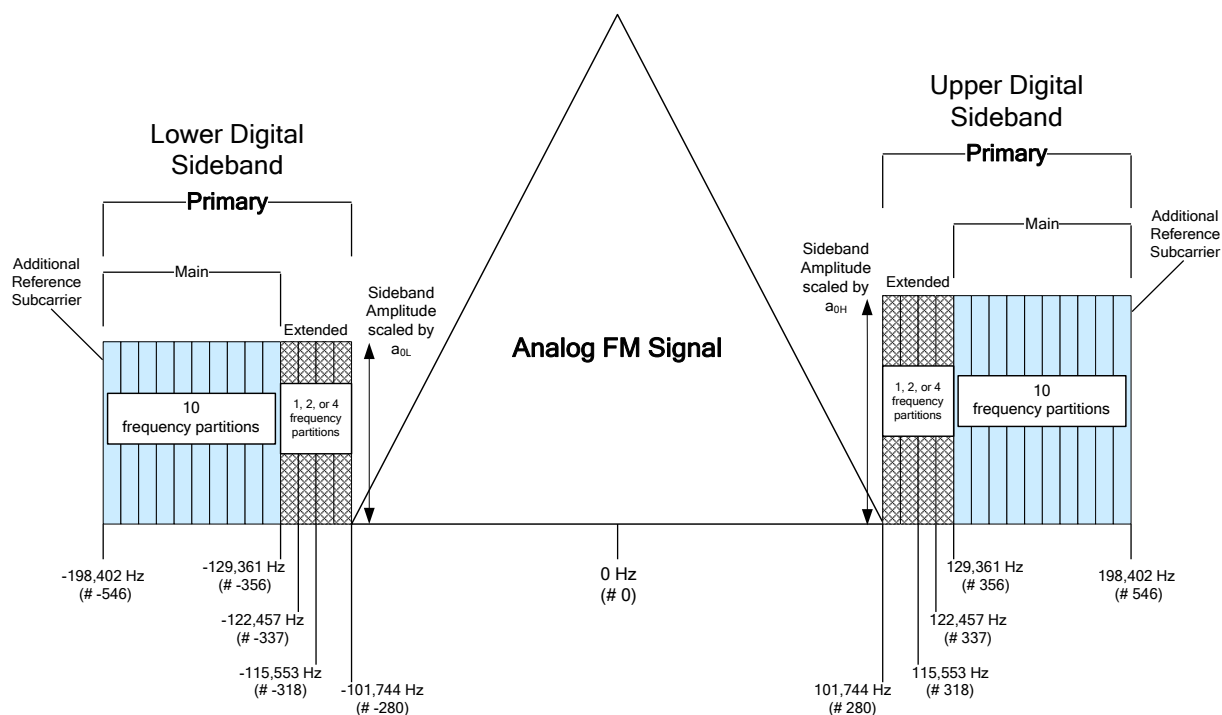 Upper Digital
Sideband
Primary
Lower Digital
Sideband
Primary
Main
Additional
Reference
Subcarrier
Additional
Reference
Subcarrier
Main
Sideband
Amplitude
scaled by
a0H
Extended
Sideband
Amplitude
scaled by
a0L
Extended
Analog FM Signal
10
frequency partitions
1, 2, or 4
frequency
partitions
1, 2, or 4
frequency
partitions
10
frequency partitions
-198,402 Hz
(# -546)
-129,361 Hz
(# -356)
-122,457 Hz
(# -337)
-115,553 Hz
(# -318)
-101,744 Hz
(# -280)
0 Hz
(# 0)
101,744 Hz
(# 280)
115,553 Hz
(# 318)
122,457 Hz
(# 337)
129,361 Hz
(# 356)
198,402 Hz
(# 546)